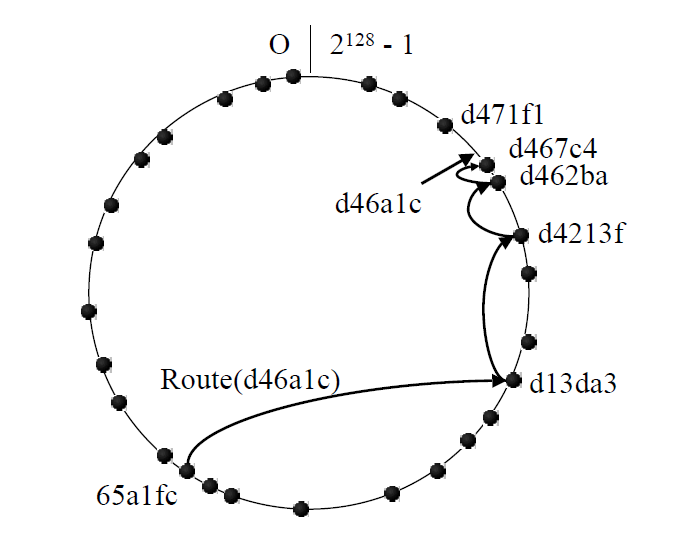 O | 2¹²⁸ - 1
d471f1
d467c4
d462ba
d46a1c
d4213f
Route(d46a1c)
d13da3
65a1fc